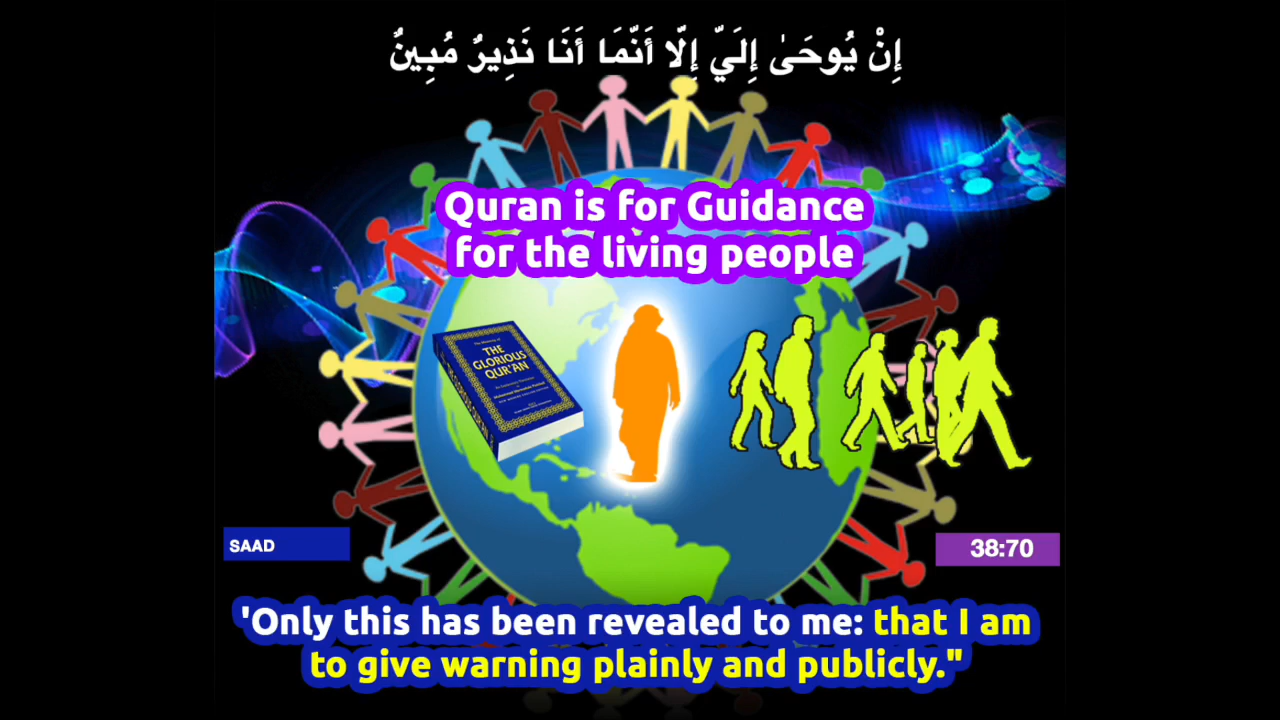 إِنْ يُوحَىٰ إِلَيَّ إِلَّا أَنَّمَا أَنَا نَذِيرٌ مُبِينٌ
Quran is for Guidance
for the living people
THE
GLORIOUS
QUR'AN
SAAD
38:70
'Only this has been revealed to me: that I am
to give warning plainly and publicly."